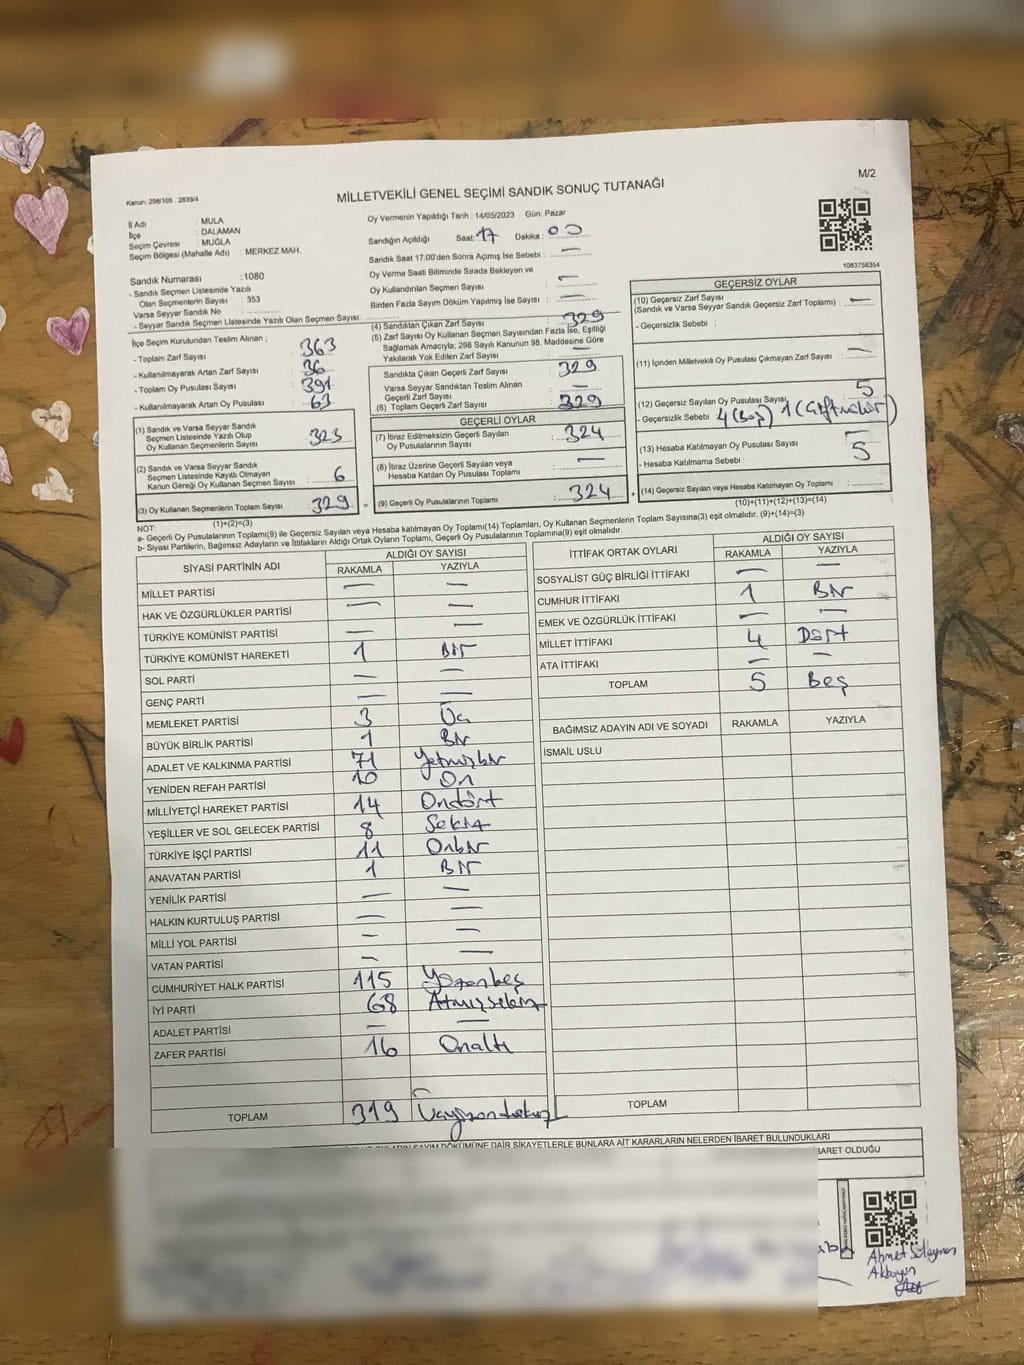 M/2
Kanun: 298/105 . 2839/4
MİLLETVEKİLİ GENEL SEÇİMİ SANDIK SONUÇ TUTANAĞI
İl Adı : MULA
İlçe : DALAMAN
Seçim Çevresi : MUĞLA
Seçim Bölgesi (Mahalle Adı) : MERKEZ MAH.
Oy Vermenin Yapıldığı Tarih : 14/05/2023 Gün: Pazar
Sandığın Açıldığı Saat: 17 Dakika : 00
Sandık Saat 17:00'den Sonra Açımış İse Sebebi : —
Oy Verme Saati Bitiminde Sırada Bekleyen ve
Oy Kullandırılan Seçmen Sayısı : —
Birden Fazla Sayım Döküm Yapılmış İse Sayısı : —
1083758354
Sandık Numarası : 1080
- Sandık Seçmen Listesinde Yazılı
Olan Seçmenlerin Sayısı : 353
Varsa Seyyar Sandık No
- Seyyar Sandık Seçmen Listesinde Yazılı Olan Seçmen Sayısı:
İlçe Seçim Kurulundan Teslim Alınan ;
- Toplam Zarf Sayısı 363
- Kullanılmayarak Artan Zarf Sayısı : 36
- Toplam Oy Pusulası Sayısı : 391
- Kullanılmayarak Artan Oy Pusulası : 63
(1) Sandık ve Varsa Seyyar Sandık
Seçmen Listesinde Yazılı Olup
Oy Kullanan Seçmenlerin Sayısı : 323
(2) Sandık ve Varsa Seyyar Sandık
Seçmen Listesinde Kayıtlı Olmayan
Kanun Gereği Oy Kullanan Seçmen Sayısı : 6
(3) Oy Kullanan Seçmenlerin Toplam Sayısı : 329
(1)+(2)=(3)
(4) Sandıktan Çıkan Zarf Sayısı : 329
(5) Zarf Sayısı Oy Kullanan Seçmen Sayısından Fazla İse, Eşitliği
Sağlamak Amacıyla, 298 Sayılı Kanunun 98. Maddesine Göre
Yakılarak Yok Edilen Zarf Sayısı : —
Sandıkta Çıkan Geçerli Zarf Sayısı : 329
Varsa Seyyar Sandıktan Teslim Alınan
Geçerli Zarf Sayısı : —
(6) Toplam Geçerli Zarf Sayısı : 329
GEÇERLİ OYLAR
(7) İtiraz Edilmeksizin Geçerli Sayılan
Oy Pusulalarının Sayısı : 324
(8) İtiraz Üzerine Geçerli Sayılan veya
Hesaba Katılan Oy Pusulası Toplamı : —
= (9) Geçerli Oy Pusulalarının Toplamı : 324
GEÇERSİZ OYLAR
(10) Geçersiz Zarf Sayısı
(Sandık ve Varsa Seyyar Sandık Geçersiz Zarf Toplamı) : —
- Geçersizlik Sebebi :
(11) İçinden Milletvekili Oy Pusulası Çıkmayan Zarf Sayısı : —
(12) Geçersiz Sayılan Oy Pusulası Sayısı : 5
- Geçersizlik Sebebi : 4 (Boş) 1 (Çift mühür)
(13) Hesaba Katılmayan Oy Pusulası Sayısı —
- Hesaba Katılmama Sebebi : 5
+ (14) Geçersiz Sayılan veya Hesaba Katılmayan Oy Toplamı :
(10)+(11)+(12)+(13)=(14)
NOT:
a- Geçerli Oy Pusulalarının Toplamı(9) ile Geçersiz Sayılan veya Hesaba katılmayan Oy Toplamı(14) Toplamları, Oy Kullanan Seçmenlerin Toplam Sayısına(3) eşit olmalıdır. (9)+(14)=(3)
b- Siyasi Partilerin, Bağımsız Adayların ve İttifakların Aldığı Ortak Oyların Toplamı, Geçerli Oy Pusulalarının Toplamına(9) eşit olmalıdır.
SİYASİ PARTİNİN ADI ALDIĞI OY SAYISI
RAKAMLA YAZIYLA
MİLLET PARTİSİ — —
HAK VE ÖZGÜRLÜKLER PARTİSİ — —
TÜRKİYE KOMÜNİST PARTİSİ — —
TÜRKİYE KOMÜNİST HAREKETİ 1 Bir
SOL PARTİ — —
GENÇ PARTİ — —
MEMLEKET PARTİSİ 3 Üç
BÜYÜK BİRLİK PARTİSİ 1 Bir
ADALET VE KALKINMA PARTİSİ 71 Yetmişbir
YENİDEN REFAH PARTİSİ 10 On
MİLLİYETÇİ HAREKET PARTİSİ 14 Ondört
YEŞİLLER VE SOL GELECEK PARTİSİ 8 Sekiz
TÜRKİYE İŞÇİ PARTİSİ 11 Onbir
ANAVATAN PARTİSİ 1 Bir
YENİLİK PARTİSİ — —
HALKIN KURTULUŞ PARTİSİ — —
MİLLİ YOL PARTİSİ — —
VATAN PARTİSİ — —
CUMHURİYET HALK PARTİSİ 115 Yüzonbeş
İYİ PARTİ 68 Atmışsekiz
ADALET PARTİSİ — —
ZAFER PARTİSİ 16 Onaltı
TOPLAM 319 Üçyüzondokuz
İTTİFAK ORTAK OYLARI ALDIĞI OY SAYISI
RAKAMLA YAZIYLA
SOSYALİST GÜÇ BİRLİĞİ İTTİFAKI — —
CUMHUR İTTİFAKI 1 Bir
EMEK VE ÖZGÜRLÜK İTTİFAKI — —
MİLLET İTTİFAKI 4 Dört
ATA İTTİFAKI — —
TOPLAM 5 Beş
BAĞIMSIZ ADAYIN ADI VE SOYADI RAKAMLA YAZIYLA
İSMAİL USLU
TOPLAM
DÖKÜMÜNE DAİR ŞİKAYETLERLE BUNLARA AİT KARARLARIN NELERDEN İBARET BULUNDUKLARI
BARET OLDUĞU
Ahmet Süleyman
Akbayın